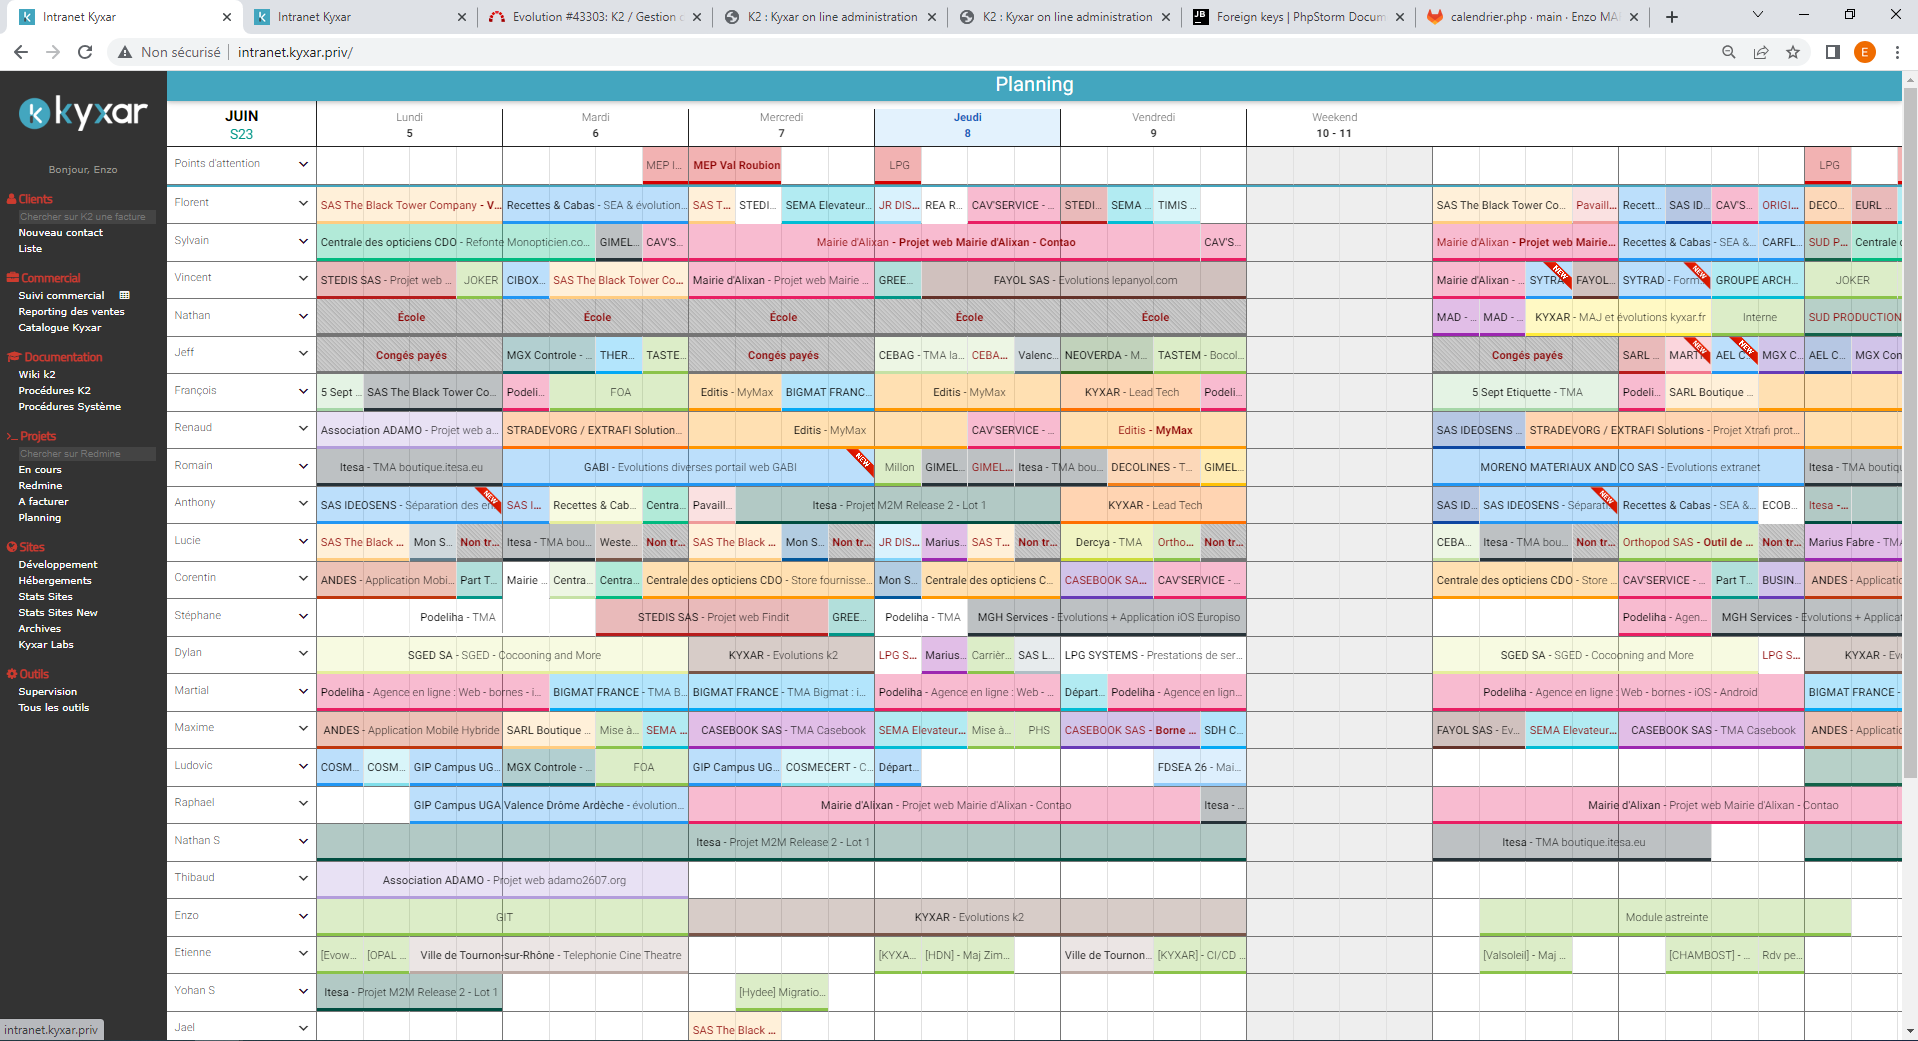 Intranet Kyxar
Intranet Kyxar
Evolution #43303: K2 / Gestion
K2 : Kyxar on line administration
K2 : Kyxar on line administration
Foreign keys | PhpStorm Docum
calendrier.php · main · Enzo MA
Non sécurisé | intranet.kyxar.priv/
E
kyxar
Bonjour, Enzo
Clients
Chercher sur K2 une facture
Nouveau contact
Liste
Commercial
Suivi commercial
Reporting des ventes
Catalogue Kyxar
Documentation
Wiki k2
Procédures K2
Procédures Système
Projets
Chercher sur Redmine
En cours
Redmine
A facturer
Planning
Sites
Développement
Hébergements
Stats Sites
Stats Sites New
Archives
Kyxar Labs
Outils
Supervision
Tous les outils
intranet.kyxar.priv
Planning
JUIN S23 Lundi 5 Mardi 6 Mercredi 7 Jeudi 8 Vendredi 9 Weekend 10 - 11
Points d'attention MEP I... MEP Val Roubion LPG LPG
Florent SAS The Black Tower Company - V... Recettes & Cabas - SEA & évolution... SAS T... STEDI... SEMA Elevateur... JR DIS... REA R... CAV'SERVICE - ... STEDI... SEMA ... TIMIS ... SAS The Black Tower Co... Pavaill... Recett... SAS ID... CAV'S... ORIGI... DECO... EURL ...
Sylvain Centrale des opticiens CDO - Refonte Monopticien.co... GIMEL... CAV'S... Mairie d'Alixan - Projet web Mairie d'Alixan - Contao CAV'S... Mairie d'Alixan - Projet web Mairie... Recettes & Cabas - SEA &... CARFL... SUD P... Centrale
Vincent STEDIS SAS - Projet web ... JOKER CIBOX... SAS The Black Tower Co... Mairie d'Alixan - Projet web Mairie ... GREE... FAYOL SAS - Evolutions lepanyol.com Mairie d'Alixan - ... SYTRA NEW FAYOL... SYTRAD - Form... NEW GROUPE ARCH... JOKER
Nathan École École École École École MAD - ... MAD - ... KYXAR - MAJ et évolutions kyxar.fr Interne SUD PRODUCTION
Jeff Congés payés MGX Controle - ... THER... TASTE... Congés payés CEBAG - TMA la... CEBA... Valenc... NEOVERDA - M... TASTEM - Bocol... Congés payés SARL ... MARTI NEW AEL C NEW MGX C... AEL C... MGX Con
François 5 Sept ... SAS The Black Tower Co... Podeli... FOA Editis - MyMax BIGMAT FRANC... Editis - MyMax KYXAR - Lead Tech Podeli... 5 Sept Etiquette - TMA Podeli... SARL Boutique ...
Renaud Association ADAMO - Projet web a... STRADEVORG / EXTRAFI Solution... Editis - MyMax CAV'SERVICE - ... Editis - MyMax SAS IDEOSENS ... STRADEVORG / EXTRAFI Solutions - Projet Xtrafi prot...
Romain Itesa - TMA boutique.itesa.eu GABI - Evolutions diverses portail web GABI NEW Millon GIMEL... GIMEL... Itesa - TMA bou... DECOLINES - T... GIMEL... MORENO MATERIAUX AND CO SAS - Evolutions extranet Itesa - TMA boutiqu
Anthony SAS IDEOSENS - Séparation des en NEW SAS I... Recettes & Cab... Centra... Pavaill... Itesa - Projet M2M Release 2 - Lot 1 KYXAR - Lead Tech SAS ID... SAS IDEOSENS - Séparati NEW Recettes & Cabas - SEA &... ECOB... Itesa -...
Lucie SAS The Black ... Mon S... Non tr... Itesa - TMA bou... Weste... Non tr... SAS The Black ... Mon S... Non tr... JR DIS... Marius... SAS T... Non tr... Dercya - TMA Ortho... Non tr... CEBA... Itesa - TMA bou... Non tr... Orthopod SAS - Outil de ... Non tr... Marius Fabre - TMA
Corentin ANDES - Application Mobi... Part T... Mairie ... Centra... Centra... Centrale des opticiens CDO - Store fournisse... Mon S... Centrale des opticiens C... CASEBOOK SA... CAV'SERVICE - ... Centrale des opticiens CDO - Store ... CAV'SERVICE - ... Part T... BUSIN... ANDES - Applicatior
Stéphane Podeliha - TMA STEDIS SAS - Projet web Findit GREE... Podeliha - TMA MGH Services - Evolutions + Application iOS Europiso Podeliha - Agen... MGH Services - Evolutions + Applicat
Dylan SGED SA - SGED - Cocooning and More KYXAR - Evolutions k2 LPG S... Marius... Carrièr... SAS L... LPG SYSTEMS - Prestations de ser... SGED SA - SGED - Cocooning and More LPG S... KYXAR - Evo
Martial Podeliha - Agence en ligne : Web - bornes - i... BIGMAT FRANCE - TMA B... BIGMAT FRANCE - TMA Bigmat : i... Podeliha - Agence en ligne : Web - ... Départ... Podeliha - Agence en lign... Podeliha - Agence en ligne : Web - bornes - iOS - Android BIGMAT FRANCE -
Maxime ANDES - Application Mobile Hybride SARL Boutique ... Mise à... SEMA ... CASEBOOK SAS - TMA Casebook SEMA Elevateur... Mise à... PHS CASEBOOK SAS - Borne ... SDH C... FAYOL SAS - Ev... SEMA Elevateur... CASEBOOK SAS - TMA Casebook ANDES - Applicatior
Ludovic COSM... COSM... GIP Campus UG... MGX Controle - ... FOA GIP Campus UG... COSMECERT - C... Départ... FDSEA 26 - Mai...
Raphael GIP Campus UGA Valence Drôme Ardèche - évolution... Mairie d'Alixan - Projet web Mairie d'Alixan - Contao Itesa - ... Mairie d'Alixan - Projet web Mairie d'Alixan - Contao
Nathan S Itesa - Projet M2M Release 2 - Lot 1 Itesa - TMA boutique.itesa.eu
Thibaud Association ADAMO - Projet web adamo2607.org
Enzo GIT KYXAR - Evolutions k2 Module astreinte
Etienne [Evow... [OPAL ... Ville de Tournon-sur-Rhône - Telephonie Cine Theatre [KYXA... [HDN] - Maj Zim... Ville de Tournon... [KYXAR] - CI/CD ... [Valsoleil] - Maj ... [CHAMBOST] - ... Rdv pe...
Yohan S Itesa - Projet M2M Release 2 - Lot 1 [Hydee] Migratio...
Jael SAS The Black ...